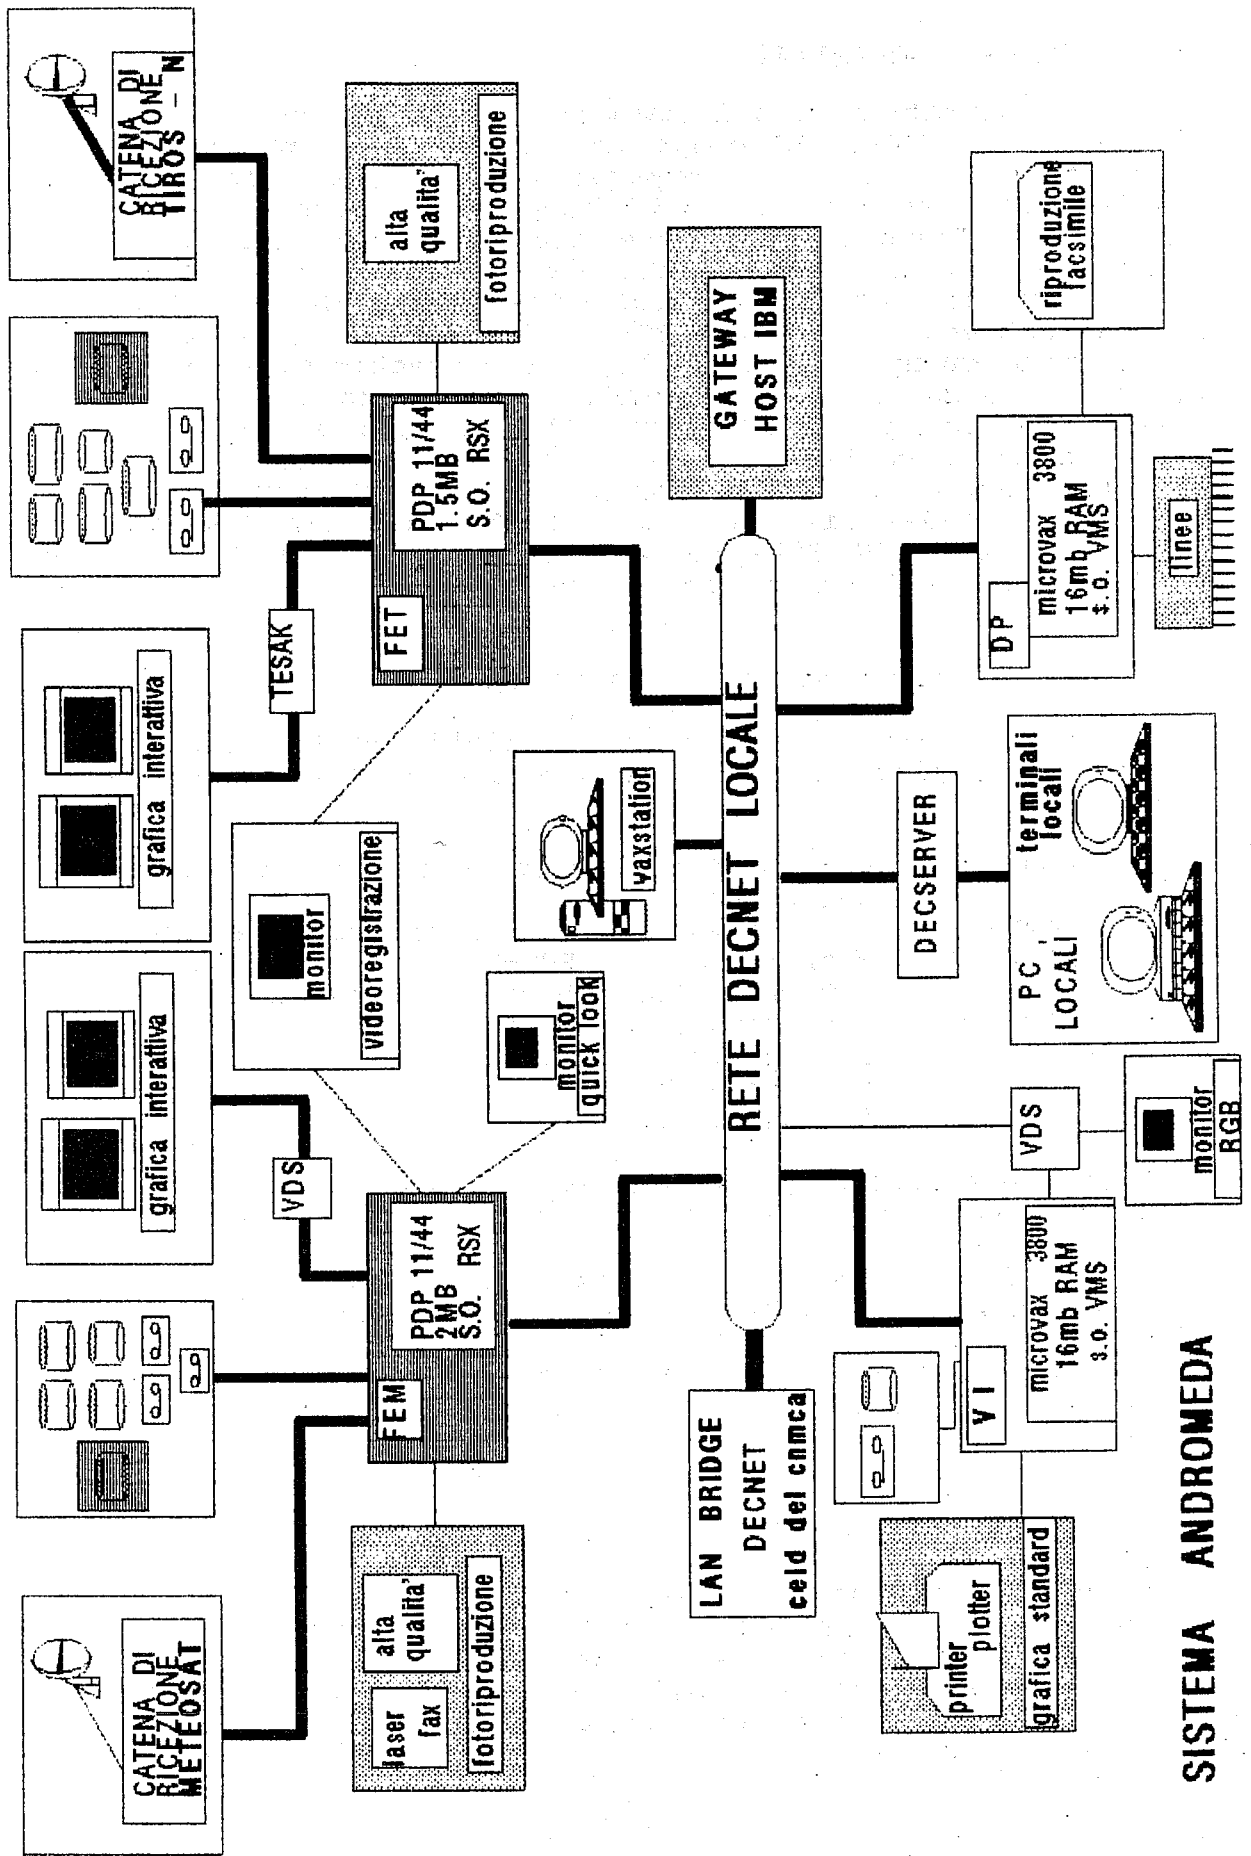 CATENA DI
RICEZIONE
METEOSAT
grafica interattiva
grafica interattiva
CATENA DI
RICEZIONE
TIROS - N
VDS
TESAK
laser
fax
alta
qualita'
fotoriproduzione
FEM
PDP 11/44
2MB
S.O. RSX
monitor
videoregistrazione
monitor
quick look
FET
PDP 11/44
1.5MB
S.O. RSX
alta
qualita"
fotoriproduzione
vaxstation
LAN BRIDGE
DECNET
celd del cnmca
RETE DECNET LOCALE
GATEWAY
HOST IBM
printer
plotter
grafica standard
VI
microvax 3800
16mb RAM
s.o. VMS
VDS
monitor
RGB
DECSERVER
PC
LOCALI
terminali
locali
DP
microvax 3800
16mb RAM
s.o. VMS
linee
riproduzione
facsimile
SISTEMA ANDROMEDA